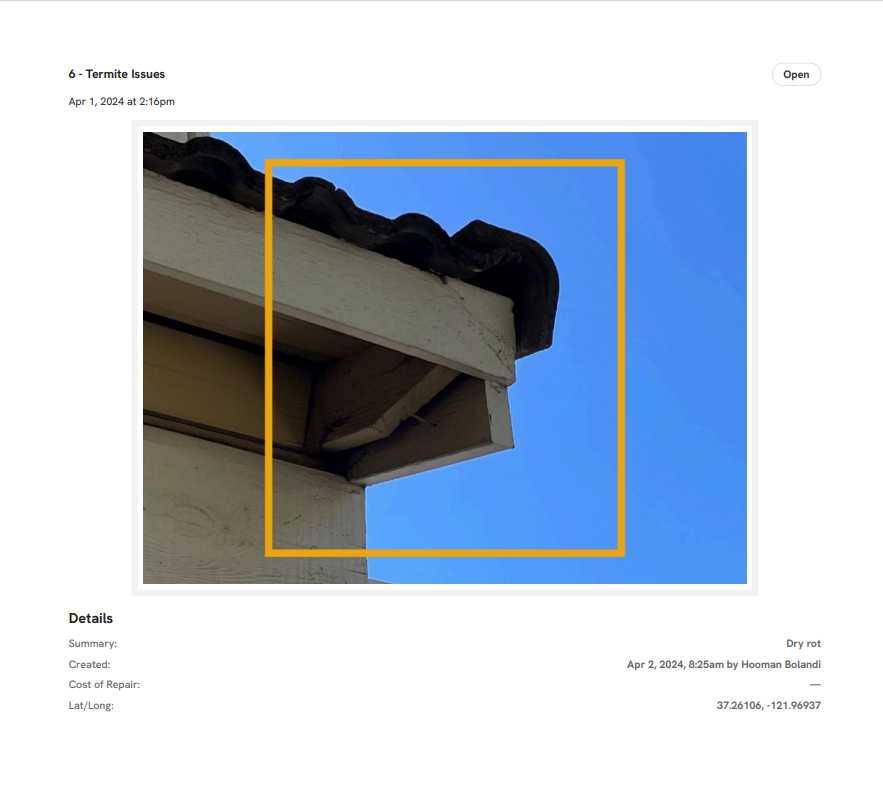 6 - Termite Issues
Open
Apr 1, 2024 at 2:16pm
Details
Summary: Dry rot
Created: Apr 2, 2024, 8:25am by Hooman Bolandi
Cost of Repair: —
Lat/Long: 37.26106, -121.96937